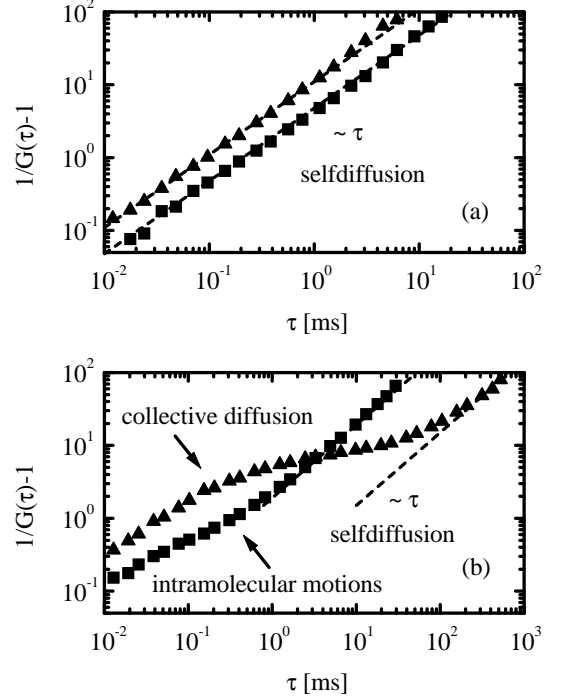 10²
10¹
10⁰
10⁻¹
1/G(τ)-1
~ τ
selfdiffusion
(a)
10⁻² 10⁻¹ 10⁰ 10¹ 10²
τ [ms]
10²
10¹
10⁰
10⁻¹
1/G(τ)-1
collective diffusion
~ τ
selfdiffusion
intramolecular motions
(b)
10⁻² 10⁻¹ 10⁰ 10¹ 10² 10³
τ [ms]